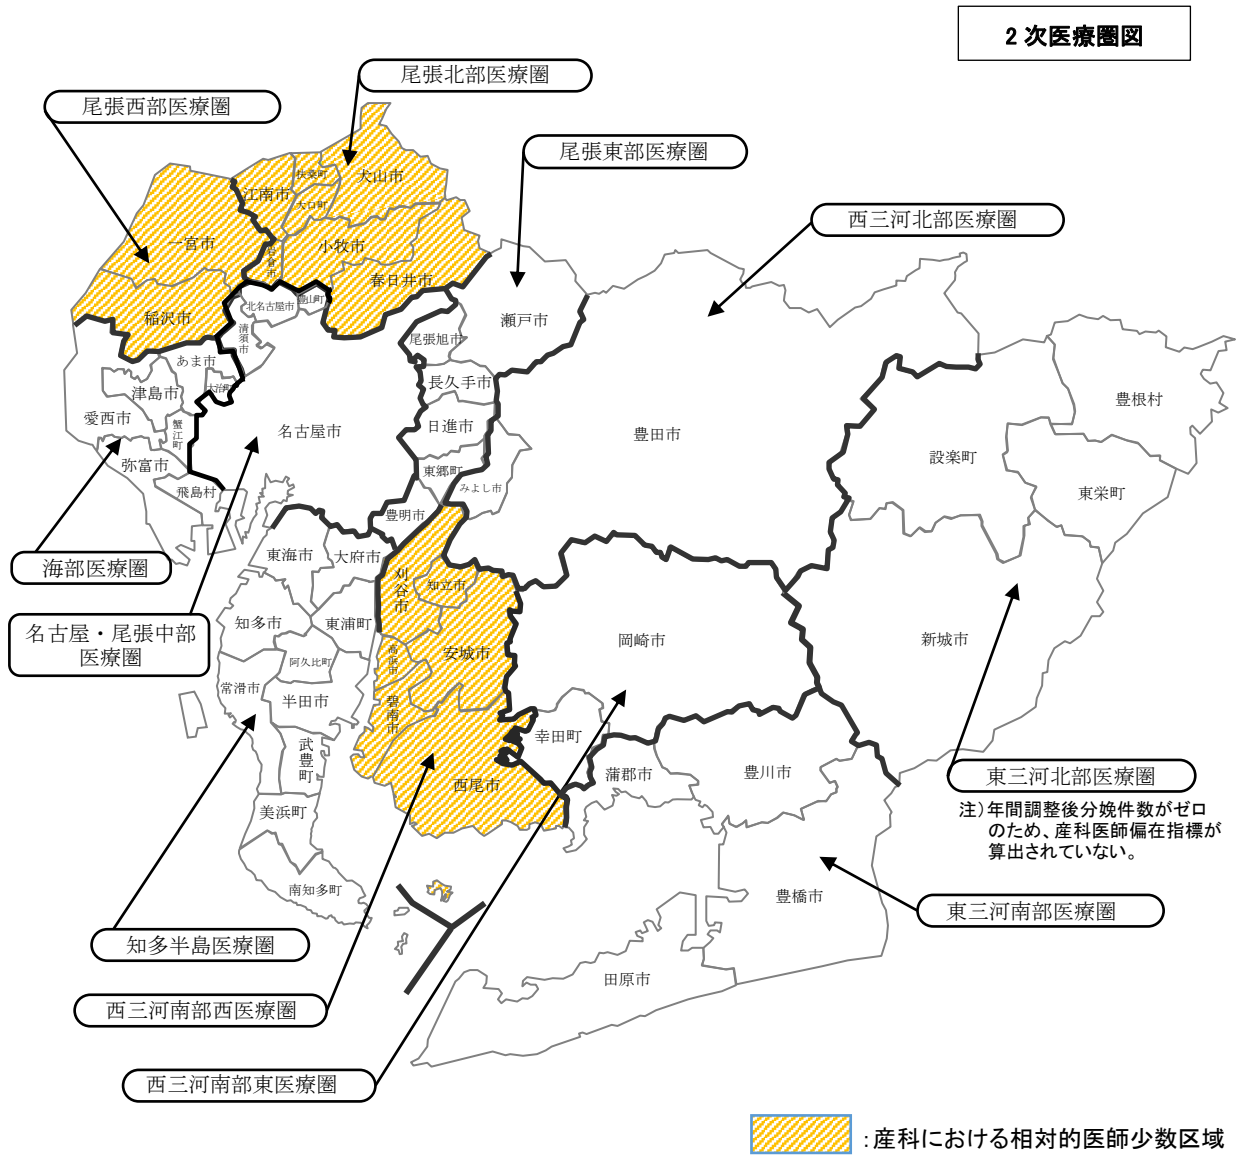 2次医療圏図
尾張北部医療圏
尾張西部医療圏
尾張東部医療圏
西三河北部医療圏
扶桑町
犬山市
江南市
大口町
一宮市
岩倉市
小牧市
春日井市
稲沢市
北名古屋市
豊山町
清須市
瀬戸市
尾張旭市
あま市
大治町
津島市
長久手市
豊根村
愛西市
蟹江町
名古屋市
日進市
豊田市
設楽町
弥富市
東郷町
みよし市
東栄町
飛島村
豊明市
海部医療圏
東海市
大府市
刈谷市
知立市
名古屋・尾張中部
医療圏
知多市
東浦町
岡崎市
新城市
高浜市
安城市
阿久比町
常滑市
半田市
碧南市
幸田町
武豊町
西尾市
蒲郡市
豊川市
東三河北部医療圏
注）年間調整後分娩件数がゼロ
のため、産科医師偏在指標が
算出されていない。
美浜町
南知多町
豊橋市
東三河南部医療圏
知多半島医療圏
田原市
西三河南部西医療圏
西三河南部東医療圏
：産科における相対的医師少数区域